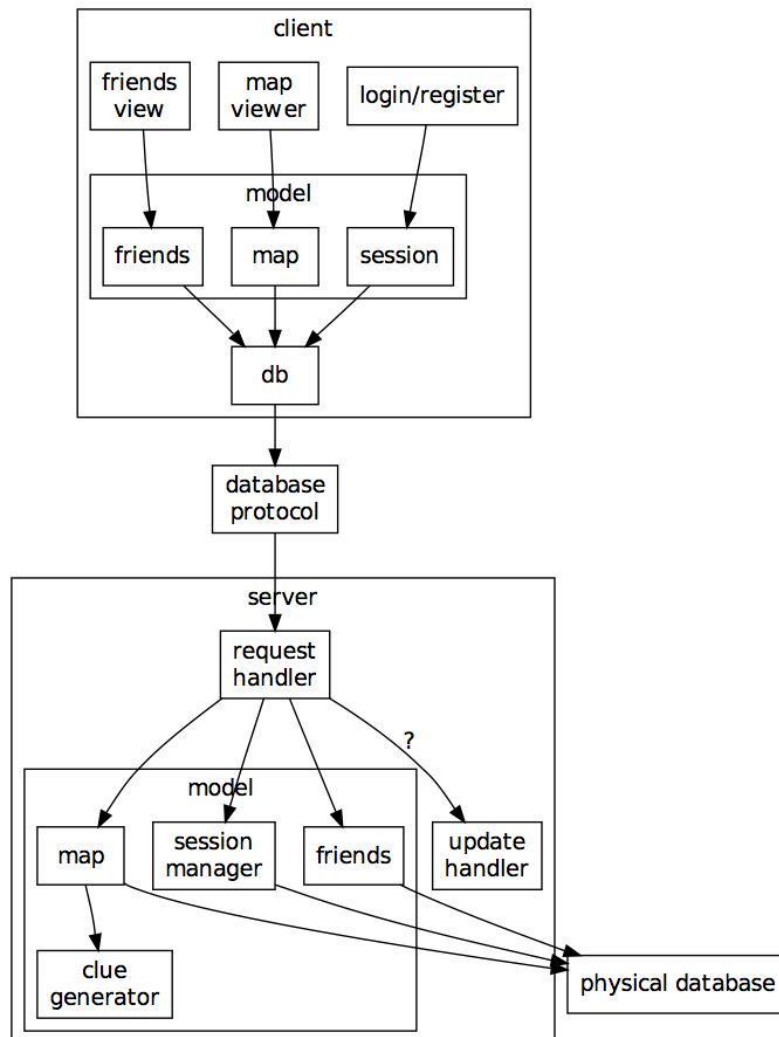 client
friends
view
map
viewer
login/register
model
friends
map
session
db
database
protocol
server
request
handler
?
model
map
session
manager
friends
update
handler
clue
generator
physical database